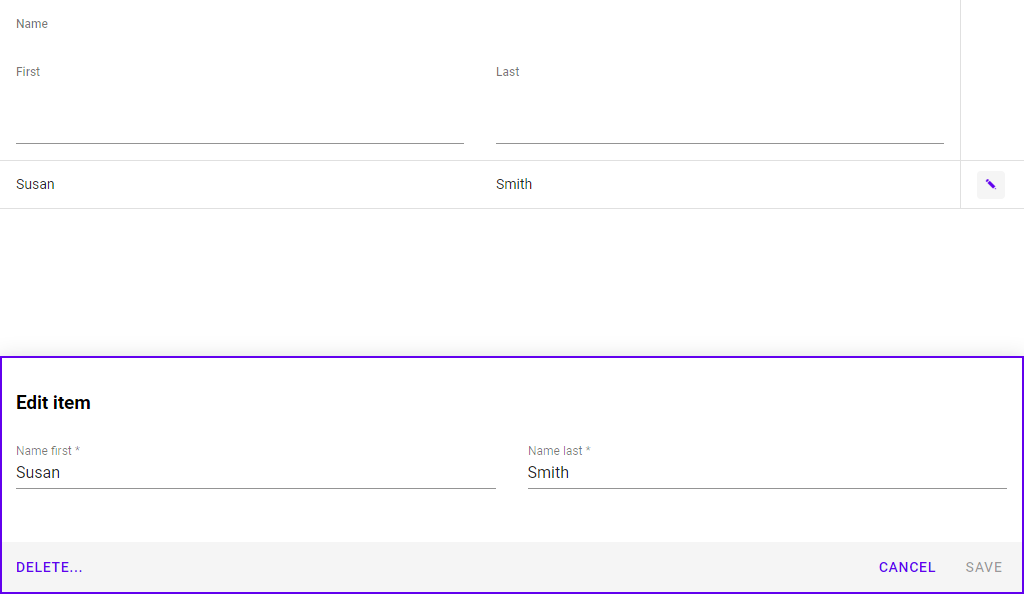 Name
First Last
Susan Smith
Edit item
Name first * Name last *
Susan Smith
DELETE... CANCEL SAVE